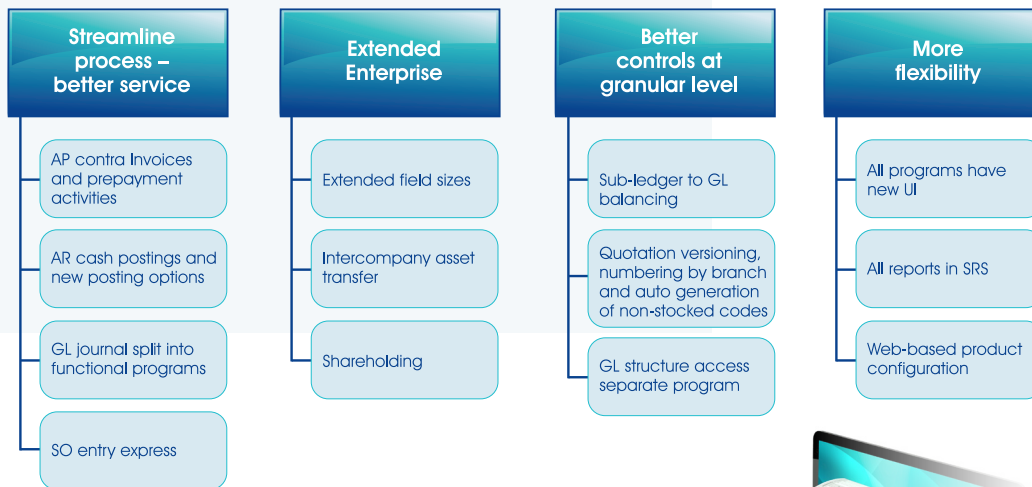 Streamline
process –
better service
AP contra Invoices
and prepayment
activities
AR cash postings and
new posting options
GL journal split into
functional programs
SO entry express
Extended
Enterprise
Extended field sizes
Intercompany asset
transfer
Shareholding
Better
controls at
granular level
Sub-ledger to GL
balancing
Quotation versioning,
numbering by branch
and auto generation
of non-stocked codes
GL structure access
separate program
More
flexibility
All programs have
new UI
All reports in SRS
Web-based product
configuration